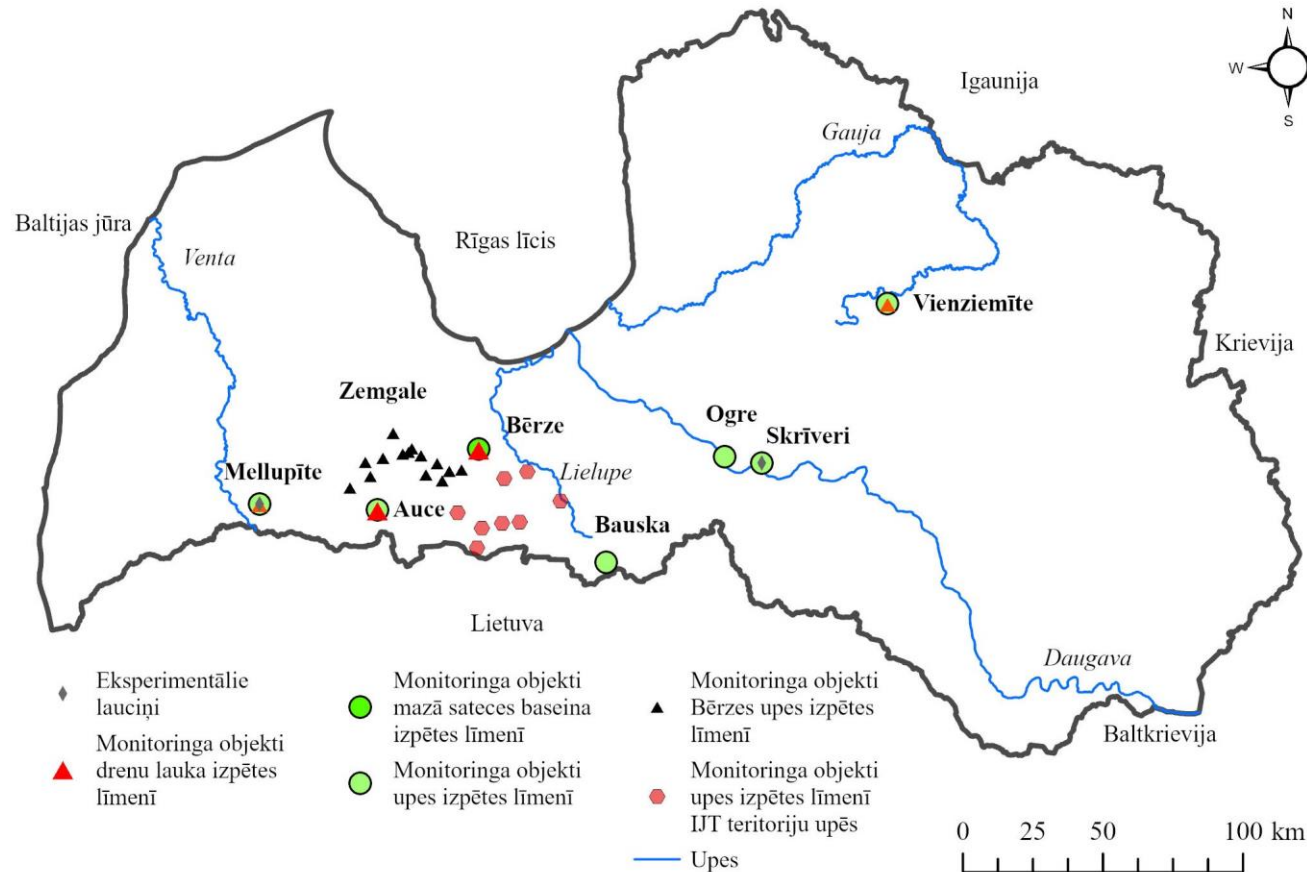 N
W
S
Igaunija
Gauja
Baltijas jūra
Venta
Rīgas līcis
Vienziemīte
Krievija
Zemgale
Bērze
Ogre
Skrīveri
Mellupīte
Lielupe
Auce
Bauska
Lietuva
Daugava
Baltkrievija
Eksperimentālie
lauciņi
Monitoringa objekti
drenu lauka izpētes
līmenī
Monitoringa objekti
mazā sateces baseina
izpētes līmenī
Monitoringa objekti
upes izpētes līmenī
Monitoringa objekti
Bērzes upes izpētes
līmenī
Monitoringa objekti
upes izpētes līmenī
IJT teritoriju upēs
Upes
0 25 50 100 km